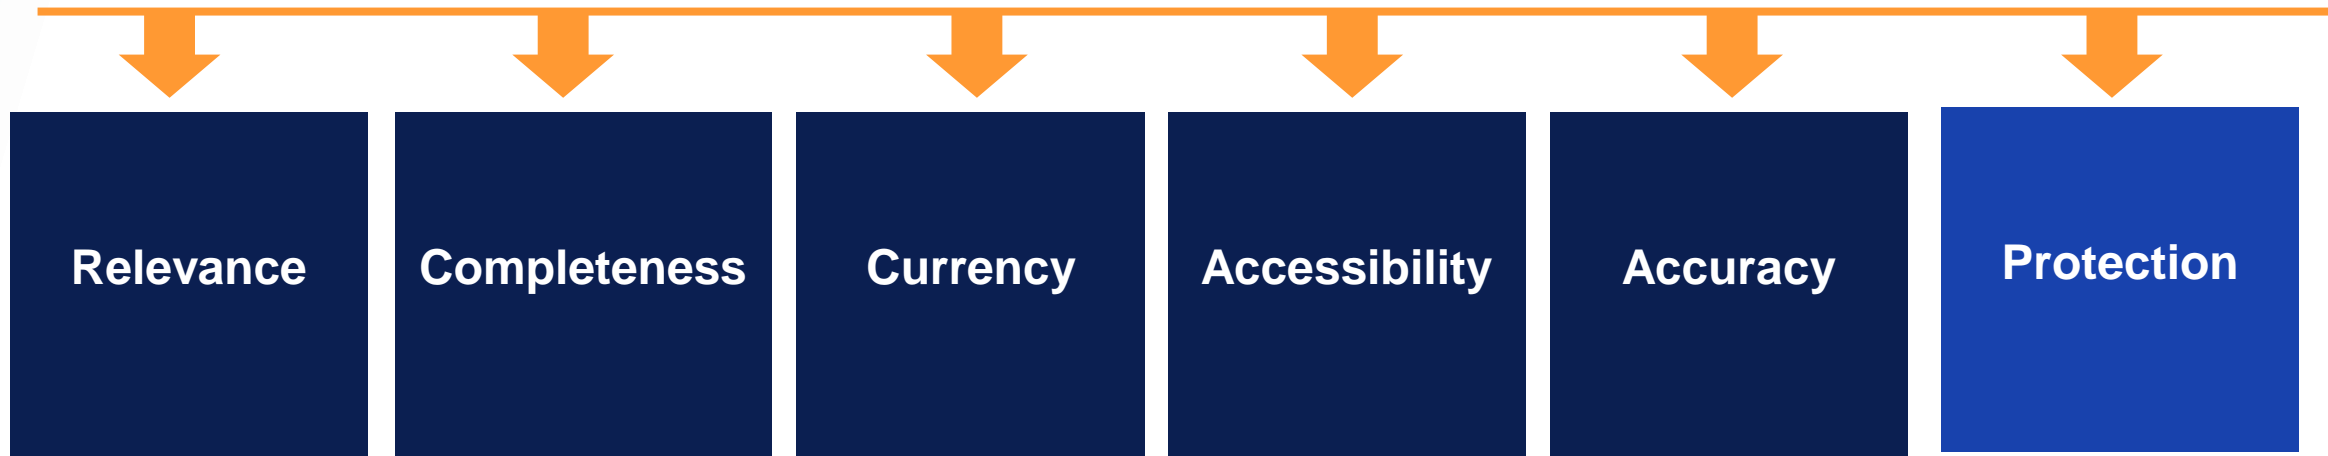 Relevance
Completeness
Currency
Accessibility
Accuracy
Protection